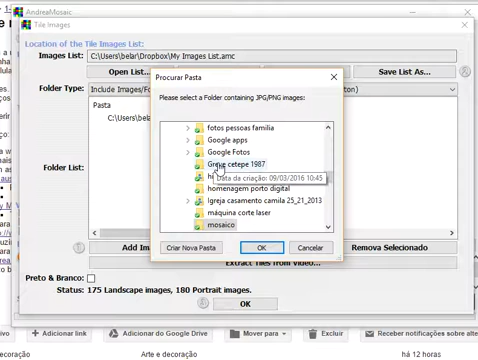 AndreaMosaic
Tile Images
Location of the Tile Images List:
Images List: C:\Users\belar\Dropbox\My Images List.amc
Open List...
Save List As...
Folder Type: Include Images/Fo
ton)
Pasta
C:\Users\be
Folder List:
Procurar Pasta
Please select a Folder containing JPG/PNG images:
fotos pessoas familia
Google apps
Google Fotos
Greve cetepe 1987
Data da criação: 09/03/2016 10:45
homenagem porto digital
Igreja casamento camila 25_21_2013
máquina corte laser
mosaico
Criar Nova Pasta
OK
Cancelar
Add Im
Remova Selecionado
Extract Tiles from Video...
Preto & Branco:
Status: 175 Landscape images, 180 Portrait images.
OK
Adicionar link
Adicionar do Google Drive
Mover para
Excluir
Receber notificações sobre alte
coração
Arte e decoração
há 12 horas